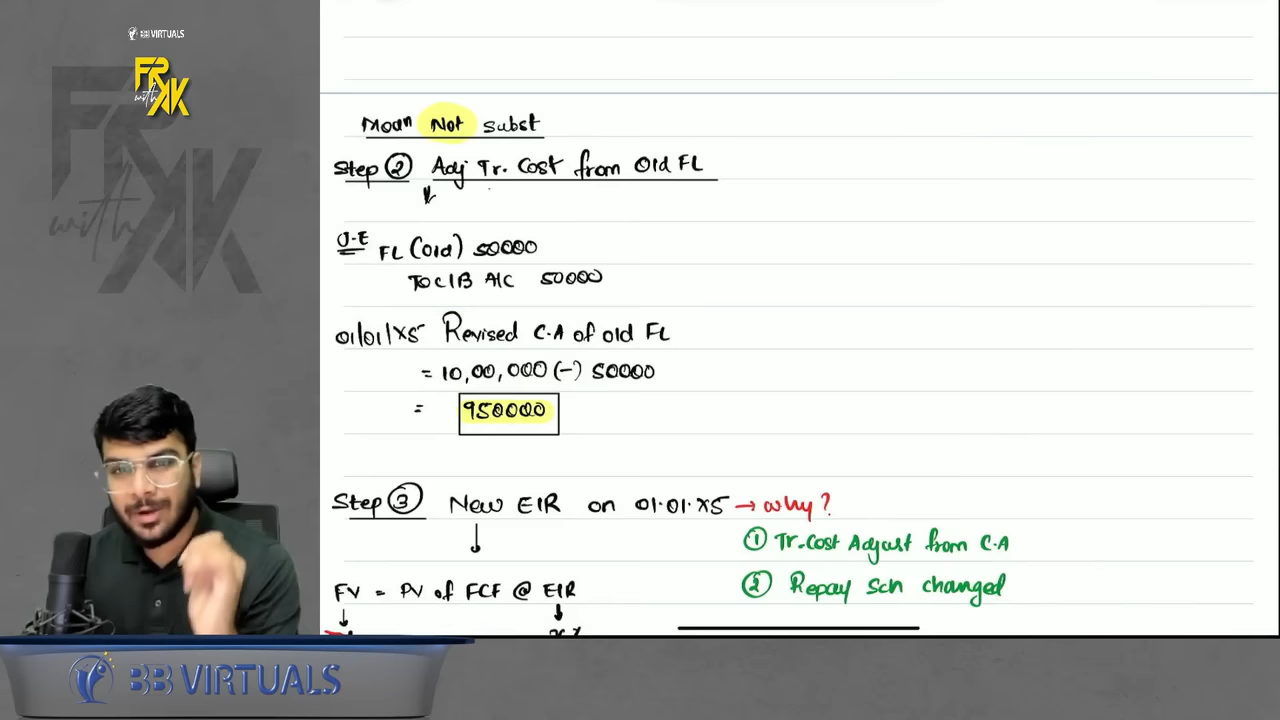 BB VIRTUALS
FR
with
AK
FR
with
AK
Modn Not subst
Step ② Adj Tr. Cost from Old FL
J.E FL (Old) 50000
To C/B A/C 50000
01/01/X5 Revised C.A of old FL
= 10,00,000 (-) 50000
= 950000
Step ③ New EIR on 01.01.X5 → why?
① Tr.Cost Adjust from C.A
② Repay Sch changed
FV = PV of FCF @ EIR
BB VIRTUALS